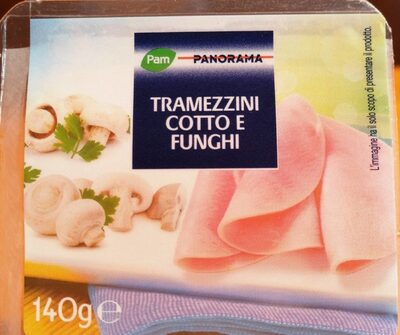 Pam PANORAMA
TRAMEZZINI
COTTO E
FUNGHI
L'immagine ha il solo scopo di presentare il prodotto.
140g e